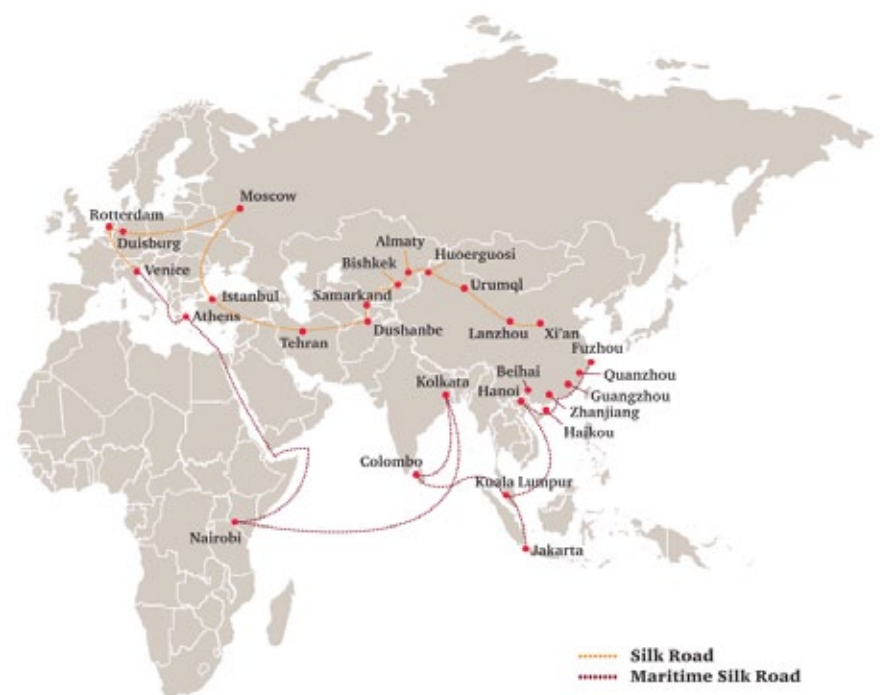 Moscow
Rotterdam
Duisburg
Almaty
Huoerguosi
Bishkek
Venice
Urumql
Istanbul
Samarkand
Athens
Dushanbe
Lanzhou
Xi'an
Tehran
Fuzhou
Beihai
Quanzhou
Kolkata
Hanoi
Guangzhou
Zhanjiang
Haikou
Colombo
Kuala Lumpur
Nairobi
Jakarta
Silk Road
Maritime Silk Road